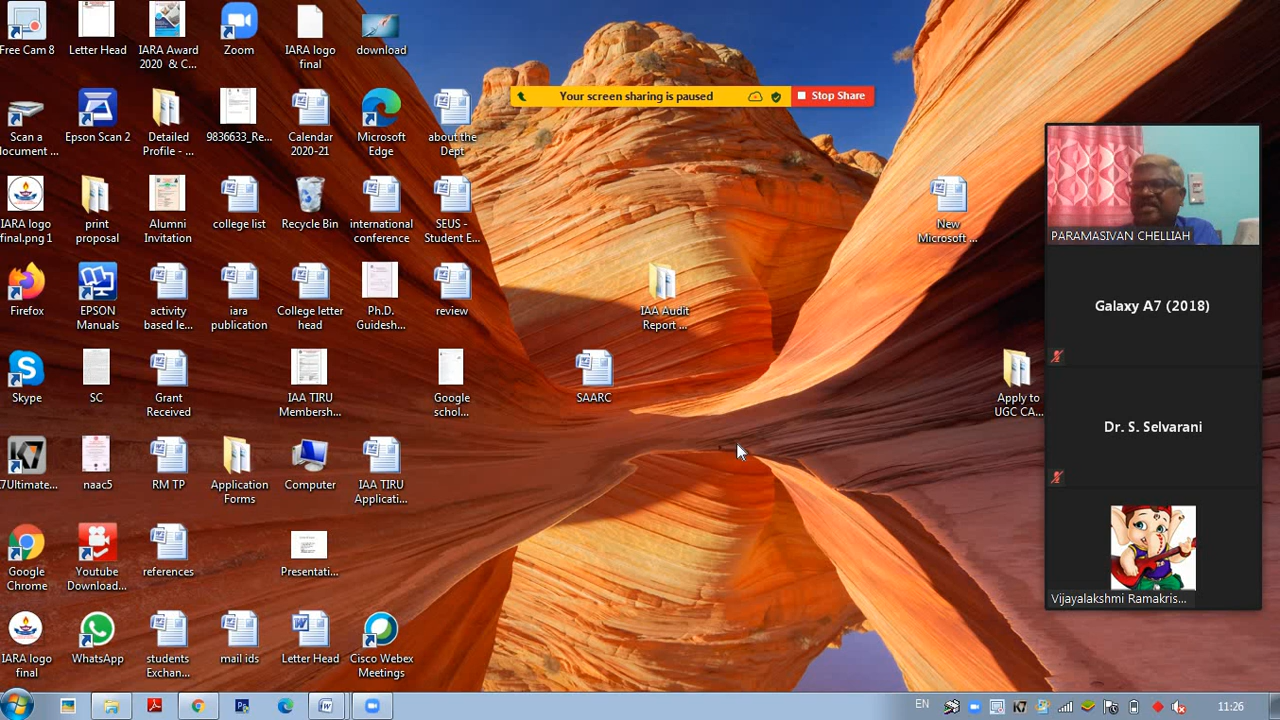 Free Cam 8
Letter Head
IARA Award
2020 & C...
Zoom
IARA logo
final
download
Your screen sharing is paused
Stop Share
Scan a
document ...
Epson Scan 2
Detailed
Profile - ...
9836633_Re...
Calendar
2020-21
Microsoft
Edge
about the
Dept
IARA logo
final.png 1
print
proposal
Alumni
Invitation
college list
Recycle Bin
international
conference
SEUS -
Student E...
New
Microsoft ...
PARAMASIVAN CHELLIAH
Firefox
EPSON
Manuals
activity
based le...
iara
publication
College letter
head
Ph.D.
Guidesh...
review
IAA Audit
Report ...
Galaxy A7 (2018)
Skype
SC
Grant
Received
IAA TIRU
Membersh...
Google
schol...
SAARC
Apply to
UGC CA...
Dr. S. Selvarani
K7Ultimate...
naac5
RM TP
Application
Forms
Computer
IAA TIRU
Applicati...
Google
Chrome
Youtube
Download...
references
Presentati...
Vijayalakshmi Ramakris...
IARA logo
final
WhatsApp
students
Exchan...
mail ids
Letter Head
Cisco Webex
Meetings
EN
K7
11:26